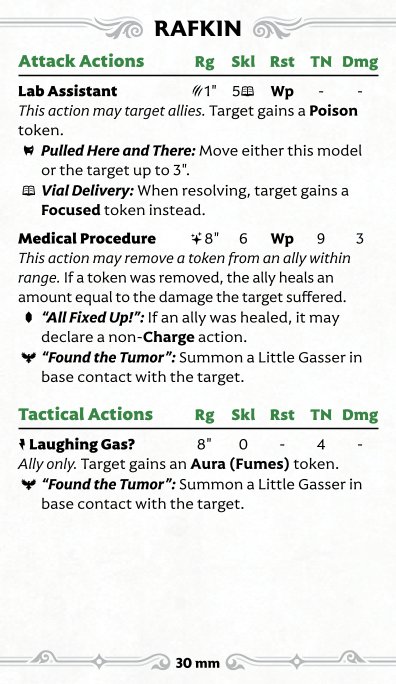 RAFKIN
Attack Actions Rg Skl Rst TN Dmg
Lab Assistant 1" 5 Wp - -
This action may target allies. Target gains a Poison
token.
Pulled Here and There: Move either this model
or the target up to 3".
Vial Delivery: When resolving, target gains a
Focused token instead.
Medical Procedure 8" 6 Wp 9 3
This action may remove a token from an ally within
range. If a token was removed, the ally heals an
amount equal to the damage the target suffered.
“All Fixed Up!”: If an ally was healed, it may
declare a non-Charge action.
“Found the Tumor”: Summon a Little Gasser in
base contact with the target.
Tactical Actions Rg Skl Rst TN Dmg
Laughing Gas? 8" 0 - 4 -
Ally only. Target gains an Aura (Fumes) token.
“Found the Tumor”: Summon a Little Gasser in
base contact with the target.
30 mm